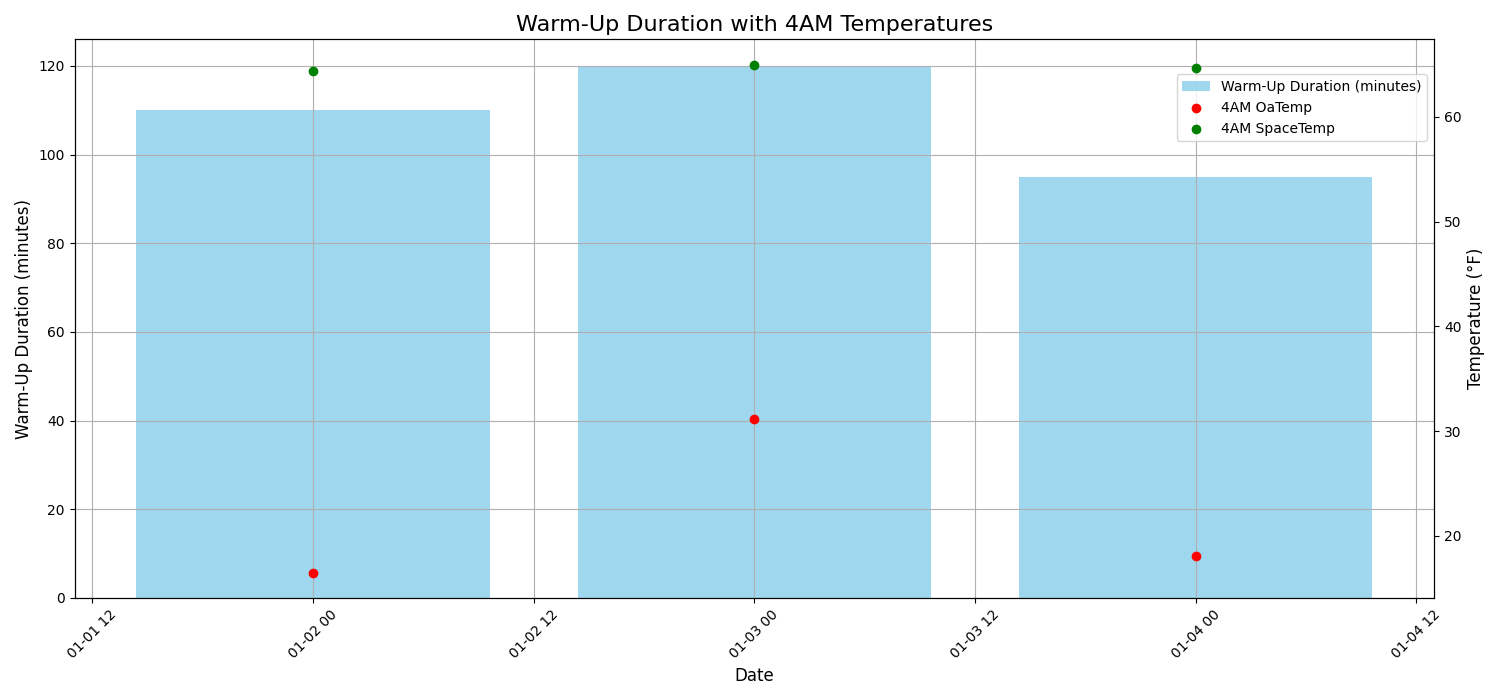 Warm-Up Duration with 4AM Temperatures
Warm-Up Duration (minutes)
120
100
80
60
40
20
0
Warm-Up Duration (minutes)
4AM OaTemp
4AM SpaceTemp
60
50
40
30
20
Temperature (°F)
01-01 12
01-02 00
01-02 12
01-03 00
01-03 12
01-04 00
01-04 12
Date